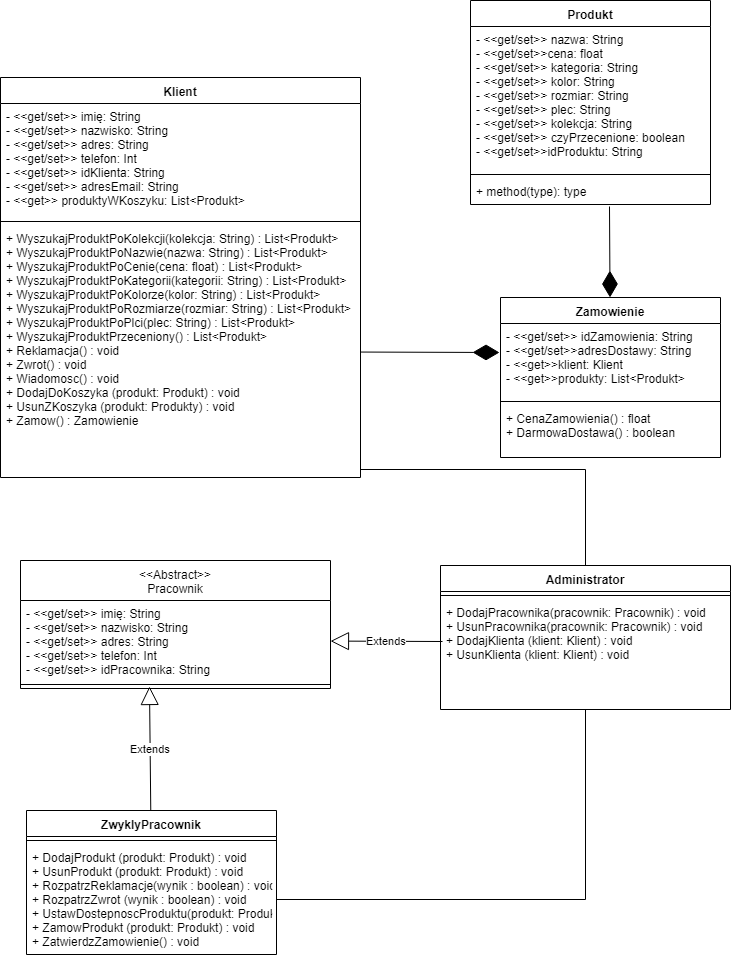 Produkt
- <<get/set>> nazwa: String
- <<get/set>>cena: float
- <<get/set>> kategoria: String
- <<get/set>> kolor: String
- <<get/set>> rozmiar: String
- <<get/set>> plec: String
- <<get/set>> kolekcja: String
- <<get/set>> czyPrzecenione: boolean
- <<get/set>>idProduktu: String
+ method(type): type
Klient
- <<get/set>> imię: String
- <<get/set>> nazwisko: String
- <<get/set>> adres: String
- <<get/set>> telefon: Int
- <<get/set>> idKlienta: String
- <<get/set>> adresEmail: String
- <<get>> produktyWKoszyku: List<Produkt>
+ WyszukajProduktPoKolekcji(kolekcja: String) : List<Produkt>
+ WyszukajProduktPoNazwie(nazwa: String) : List<Produkt>
+ WyszukajProduktPoCenie(cena: float) : List<Produkt>
+ WyszukajProduktPoKategorii(kategorii: String) : List<Produkt>
+ WyszukajProduktPoKolorze(kolor: String) : List<Produkt>
+ WyszukajProduktPoRozmiarze(rozmiar: String) : List<Produkt>
+ WyszukajProduktPoPlci(plec: String) : List<Produkt>
+ WyszukajProduktPrzeceniony() : List<Produkt>
+ Reklamacja() : void
+ Zwrot() : void
+ Wiadomosc() : void
+ DodajDoKoszyka (produkt: Produkt) : void
+ UsunZKoszyka (produkt: Produkty) : void
+ Zamow() : Zamowienie
Zamowienie
- <<get/set>> idZamowienia: String
- <<get/set>>adresDostawy: String
- <<get>>klient: Klient
- <<get>>produkty: List<Produkt>
+ CenaZamowienia() : float
+ DarmowaDostawa() : boolean
<<Abstract>>
Pracownik
- <<get/set>> imię: String
- <<get/set>> nazwisko: String
- <<get/set>> adres: String
- <<get/set>> telefon: Int
- <<get/set>> idPracownika: String
Extends
Administrator
+ DodajPracownika(pracownik: Pracownik) : void
+ UsunPracownika(pracownik: Pracownik) : void
+ DodajKlienta (klient: Klient) : void
+ UsunKlienta (klient: Klient) : void
Extends
ZwyklyPracownik
+ DodajProdukt (produkt: Produkt) : void
+ UsunProdukt (produkt: Produkt) : void
+ RozpatrzReklamacje(wynik : boolean) : void
+ RozpatrzZwrot (wynik : boolean) : void
+ UstawDostepnoscProduktu(produkt: Produk
+ ZamowProdukt (produkt: Produkt) : void
+ ZatwierdzZamowienie() : void